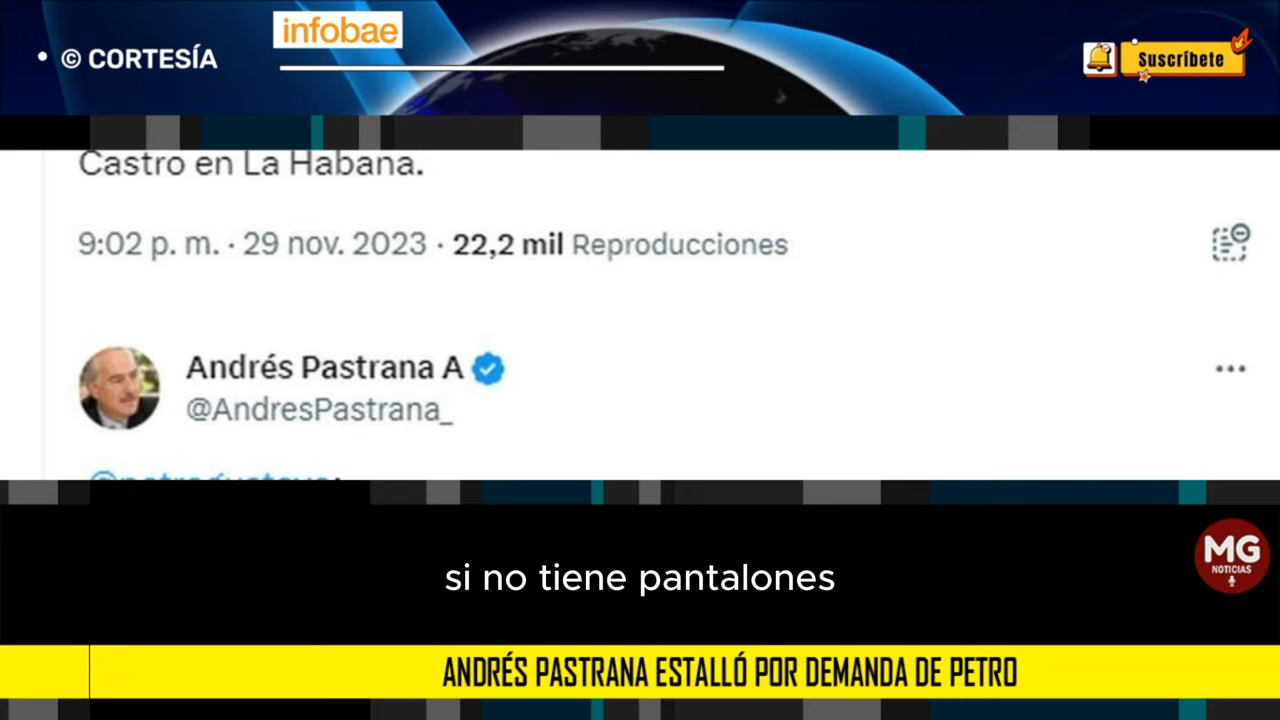 infobae
• © CORTESÍA
Suscríbete
Castro en La Habana.
9:02 p. m. · 29 nov. 2023 · 22,2 mil Reproducciones
Andrés Pastrana A
@AndresPastrana_
si no tiene pantalones
MG
NOTICIAS
ANDRÉS PASTRANA ESTALLÓ POR DEMANDA DE PETRO